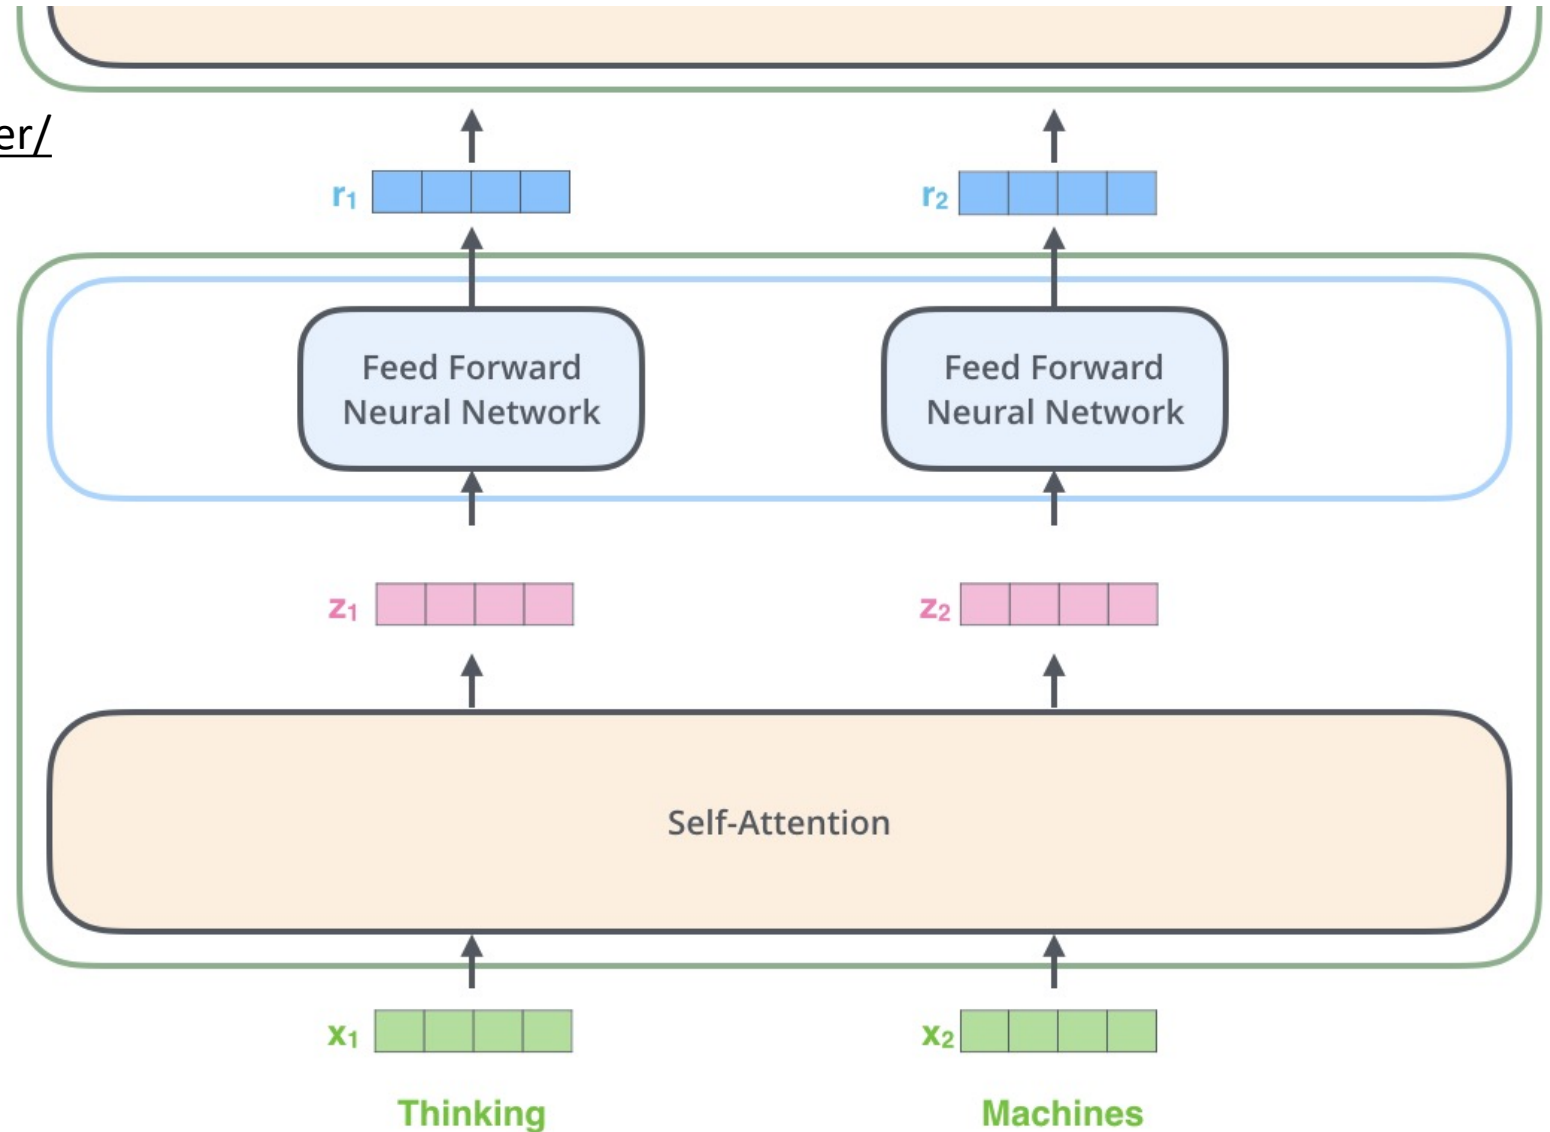 er/
r1
r2
Feed Forward
Neural Network
Feed Forward
Neural Network
z1
z2
Self-Attention
x1
x2
Thinking
Machines